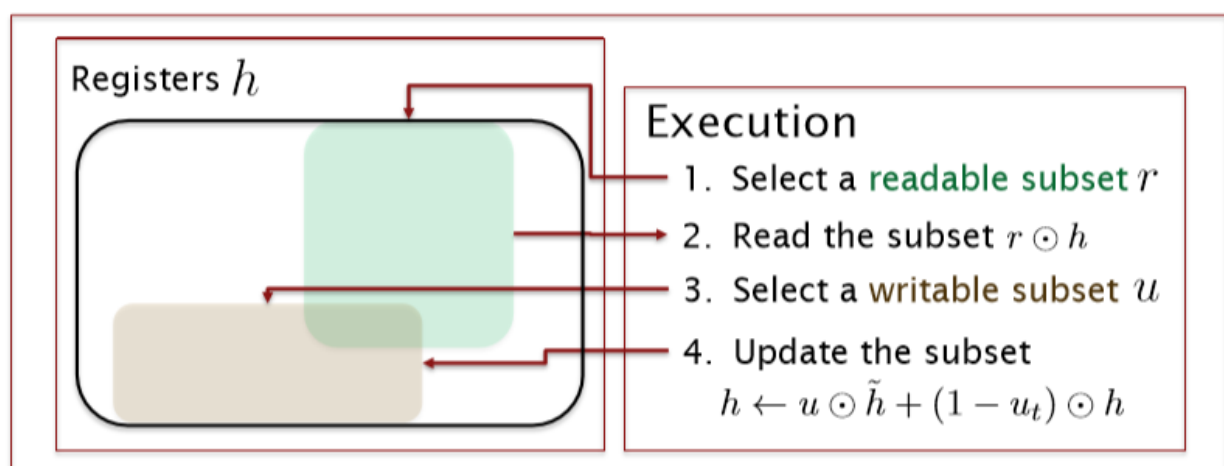 Registers h
Execution
1. Select a readable subset r
2. Read the subset r ⊙ h
3. Select a writable subset u
4. Update the subset
h ← u ⊙ h̃ + (1 − u_t) ⊙ h